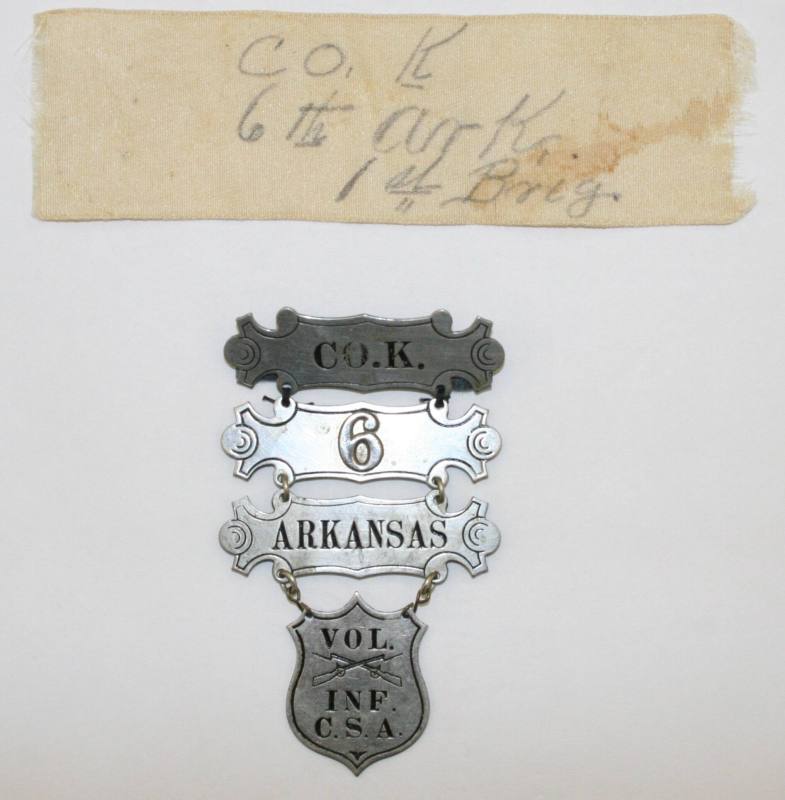 CO. K
6th Ark,
1st Brig.
CO.K.
6
ARKANSAS
VOL.
INF.
C.S.A.